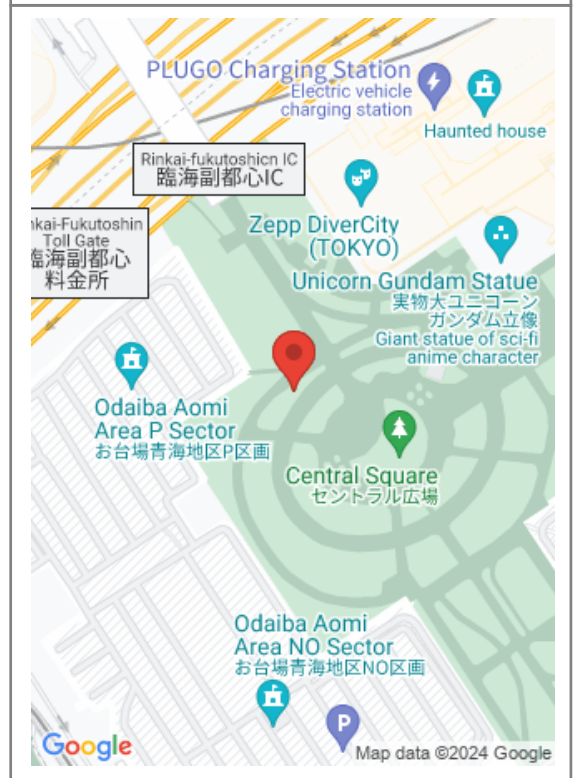 PLUGO Charging Station
Electric vehicle
charging station
Haunted house
Rinkai-fukutoshicn IC
臨海副都心IC
Zepp DiverCity
(TOKYO)
nkai-Fukutoshin
Toll Gate
臨海副都心
料金所
Unicorn Gundam Statue
実物大ユニコーン
ガンダム立像
Giant statue of sci-fi
anime character
Odaiba Aomi
Area P Sector
お台場青海地区P区画
Central Square
セントラル広場
Odaiba Aomi
Area NO Sector
お台場青海地区NO区画
P
Google
Map data ©2024 Google